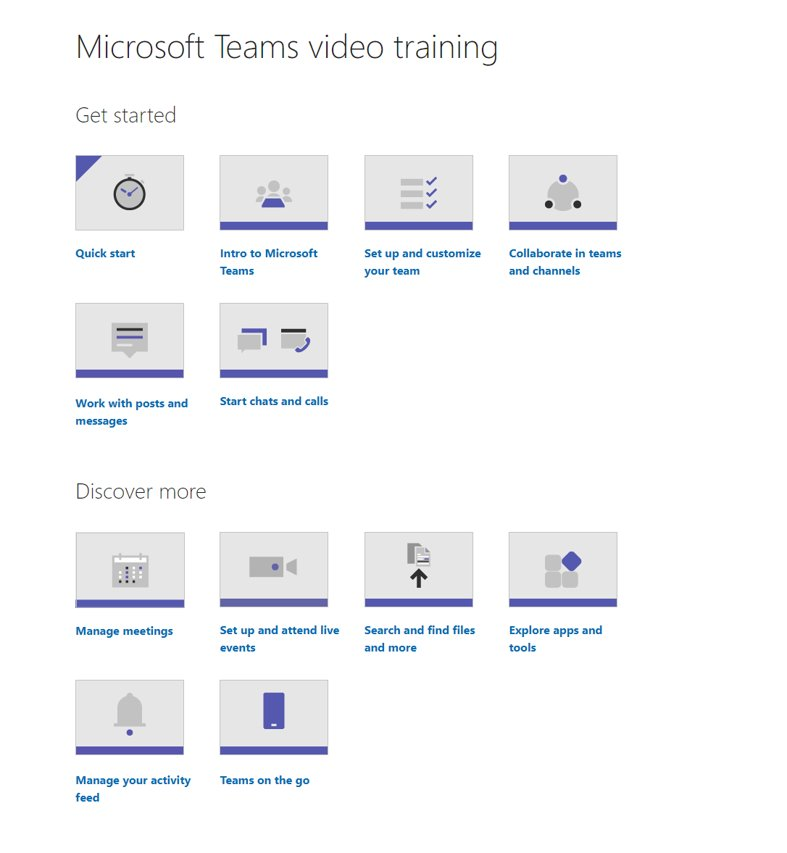 Microsoft Teams video training
Get started
Quick start
Intro to Microsoft
Teams
Set up and customize
your team
Collaborate in teams
and channels
Work with posts and
messages
Start chats and calls
Discover more
Manage meetings
Set up and attend live
events
Search and find files
and more
Explore apps and
tools
Manage your activity
feed
Teams on the go